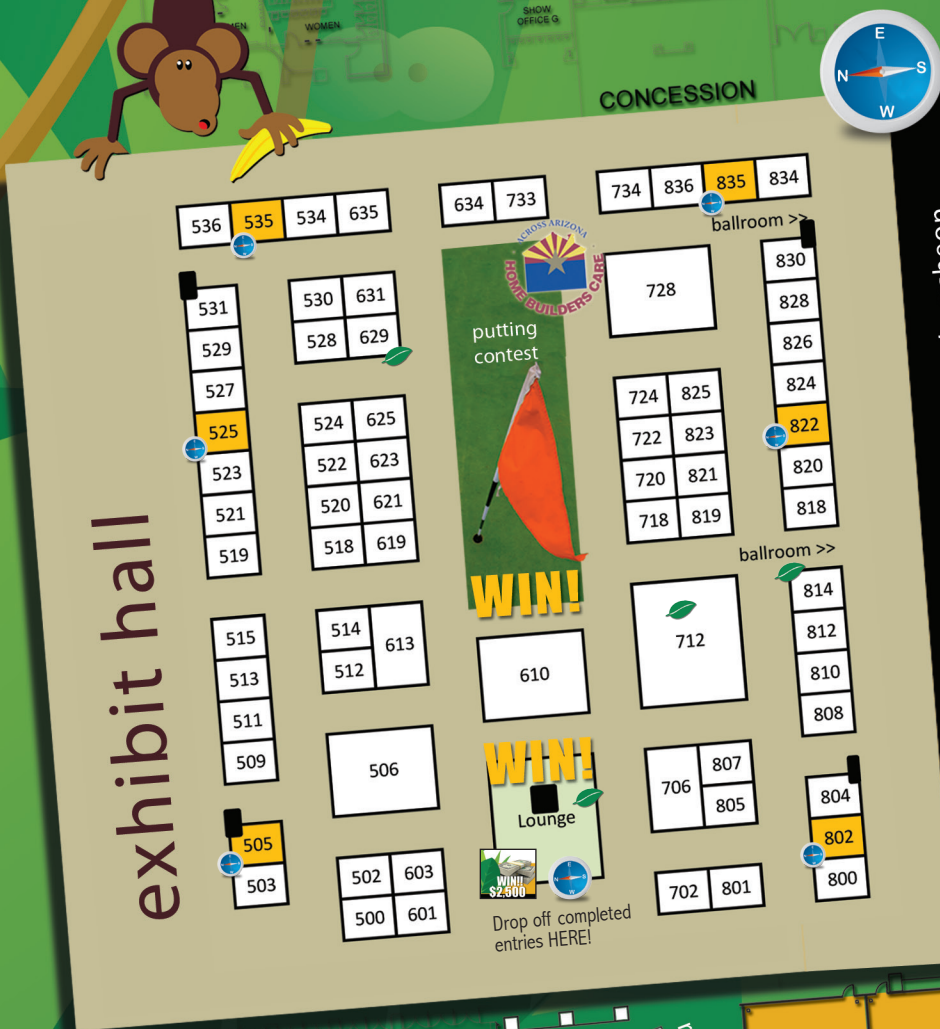 WOMEN
SHOW
OFFICE G
CONCESSION
E
N
S
W
536 535 534 635
634 733
734 836 835 834
ballroom >>
ACROSS ARIZONA
HOME BUILDERS CARE
putting
contest
WIN!
531
529
527
525
523
521
519
530 631
528 629
728
830
828
826
824
822
820
818
524 625
522 623
520 621
518 619
724 825
722 823
720 821
718 819
ballroom >>
exhibit hall
515
513
511
509
514
512
613
610
712
814
812
810
808
506
WIN!
Lounge
706
807
805
804
802
800
505
503
502 603
500 601
WIN!!
$2,500
N
E
S
W
702 801
Drop off completed
entries HERE!